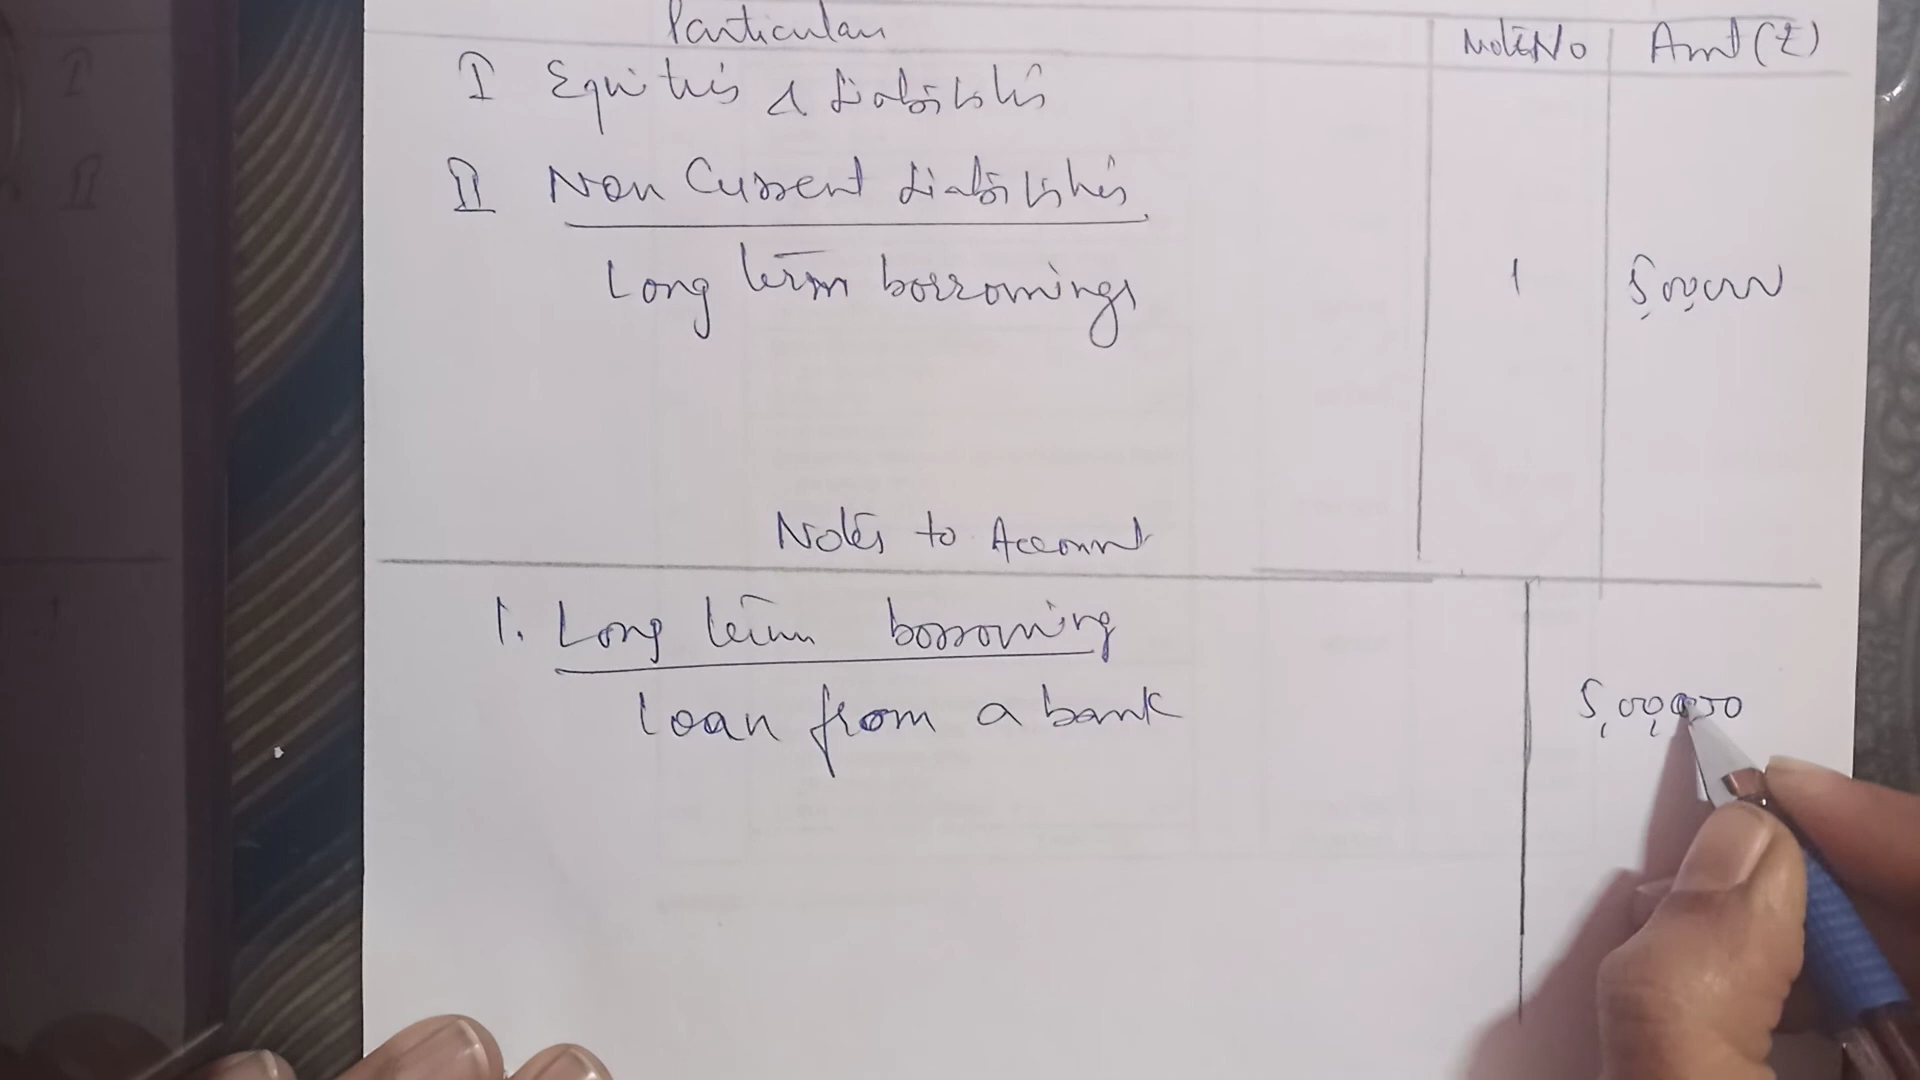 Particulars Note No Amt (₹)
I Equities & Liabilities
II Non Current Liabilities
Long term borrowings 1 5,00,000
Notes to Account
1. Long term borrowing
Loan from a bank 5,00,000